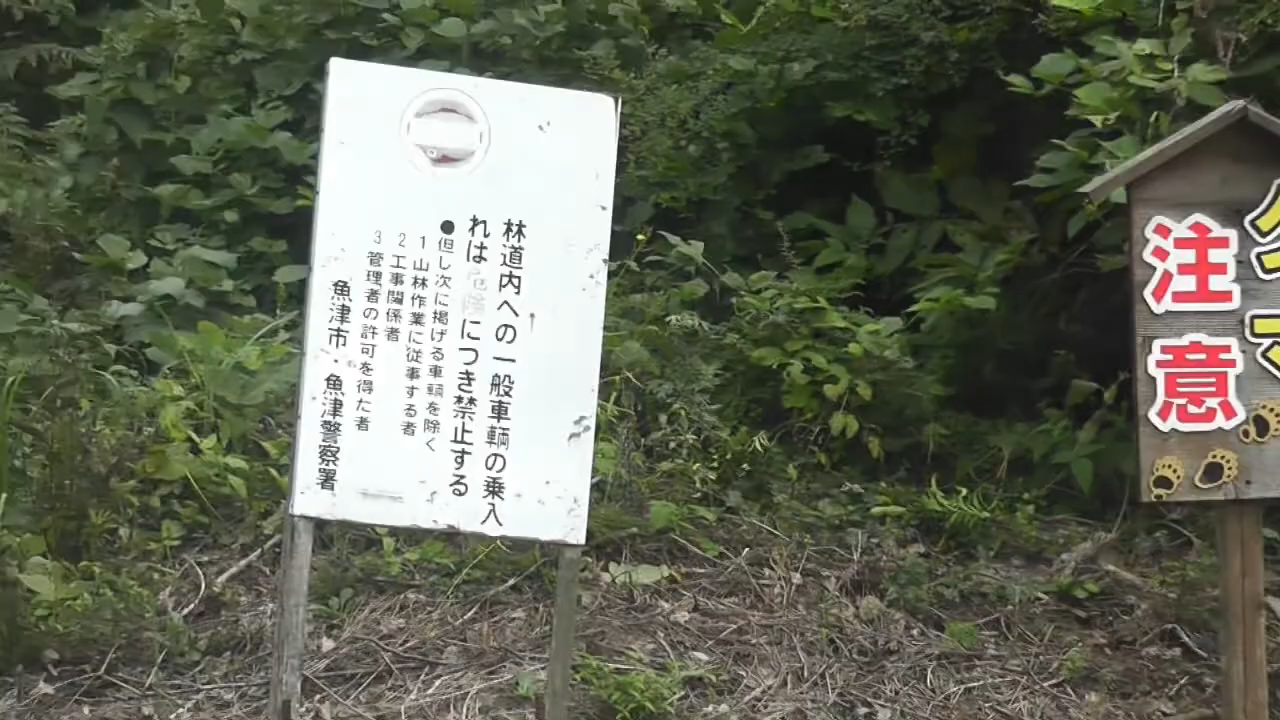 林道内への一般車輌の乗入
れは危険につき禁止する
●但し次に掲げる車輌を除く
1 山林作業に従事する者
2 工事関係者
3 管理者の許可を得た者
魚津市・魚津警察署
クマ
注意